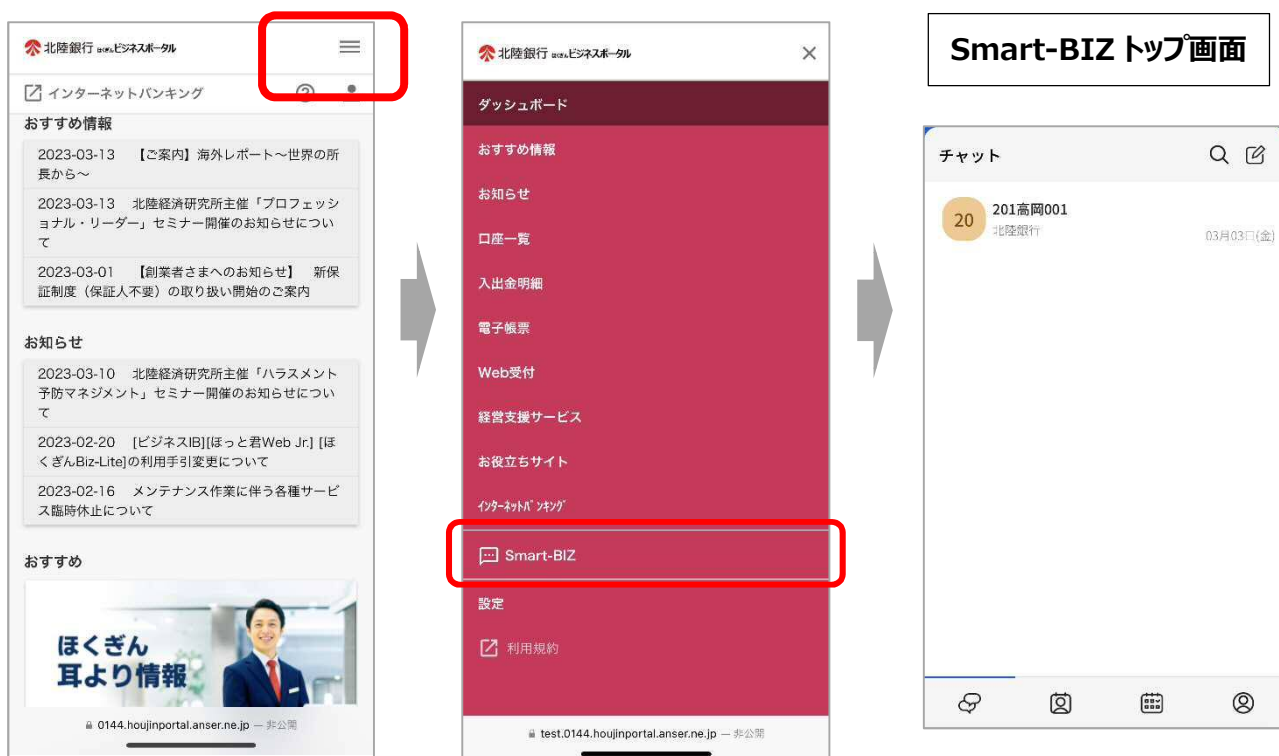 北陸銀行 ほくぎんビジネスポータル
インターネットバンキング
おすすめ情報
2023-03-13 【ご案内】海外レポート～世界の所
長から～
2023-03-13 北陸経済研究所主催「プロフェッシ
ョナル・リーダー」セミナー開催のお知らせについ
て
2023-03-01 【創業者さまへのお知らせ】 新保
証制度（保証人不要）の取り扱い開始のご案内
お知らせ
2023-03-10 北陸経済研究所主催「ハラスメント
予防マネジメント」セミナー開催のお知らせについ
て
2023-02-20 [ビジネスIB][ほっと君Web Jr.] [ほ
くぎんBiz-Lite]の利用手引変更について
2023-02-16 メンテナンス作業に伴う各種サービ
ス臨時休止について
おすすめ
ほくぎん
耳より情報
0144.houjinportal.anser.ne.jp — 非公開
北陸銀行 ほくぎんビジネスポータル
ダッシュボード
おすすめ情報
お知らせ
口座一覧
入出金明細
電子帳票
Web受付
経営支援サービス
お役立ちサイト
ｲﾝﾀｰﾈｯﾄﾊﾞﾝｷﾝｸﾞ
Smart-BIZ
設定
利用規約
test.0144.houjinportal.anser.ne.jp — 非公開
Smart-BIZ トップ画面
チャット
20
201高岡001
北陸銀行
03月03日(金)